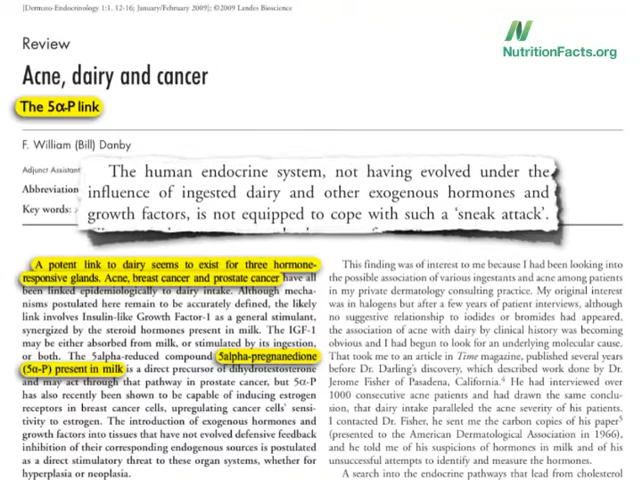 [Dermato-Endocrinology 1:1, 12-16; January/February 2009]; ©2009 Landes Bioscience
Review
NutritionFacts.org
Acne, dairy and cancer
The 5α-P link
F. William (Bill) Danby
Adjunct Assistant
Abbreviation
Key words:
The human endocrine system, not having evolved under the
influence of ingested dairy and other exogenous hormones and
growth factors, is not equipped to cope with such a ‘sneak attack’.
A potent link to dairy seems to exist for three hormone-
responsive glands. Acne, breast cancer and prostate cancer have all
been linked epidemiologically to dairy intake. Although mecha-
nisms postulated here remain to be accurately defined, the likely
link involves Insulin-like Growth Factor-1 as a general stimulant,
synergized by the steroid hormones present in milk. The IGF-1
may be either absorbed from milk, or stimulated by its ingestion,
or both. The 5alpha-reduced compound 5alpha-pregnanedione
(5α-P) present in milk is a direct precursor of dihydrotestosterone
and may act through that pathway in prostate cancer, but 5α-P
has also recently been shown to be capable of inducing estrogen
receptors in breast cancer cells, upregulating cancer cells’ sensi-
tivity to estrogen. The introduction of exogenous hormones and
growth factors into tissues that have not evolved defensive feedback
inhibition of their corresponding endogenous sources is postulated
as a direct stimulatory threat to these organ systems, whether for
hyperplasia or neoplasia.
This finding was of interest to me because I had been looking into
the possible association of various ingestants and acne among patients
in my private dermatology consulting practice. My original interest
was in halogens but after a few years of patient interviews, although
no suggestive relationship to iodides or bromides had appeared,
the association of acne with dairy by clinical history was becoming
obvious and I had begun to look for an underlying molecular cause.
That took me to an article in Time magazine, published several years
before Dr. Darling’s discovery, which described work done by Dr.
Jerome Fisher of Pasadena, California.4 He had interviewed over
1000 consecutive acne patients and had drawn the same conclu-
sion, that dairy intake paralleled the acne severity of his patients.
I contacted Dr. Fisher, he sent me the carbon copies of his paper5
(presented to the American Dermatological Association in 1966),
and he told me of his suspicions of hormones in milk and of his
unsuccessful attempts to identify and measure the hormones.
A search into the endocrine pathways that lead from cholesterol